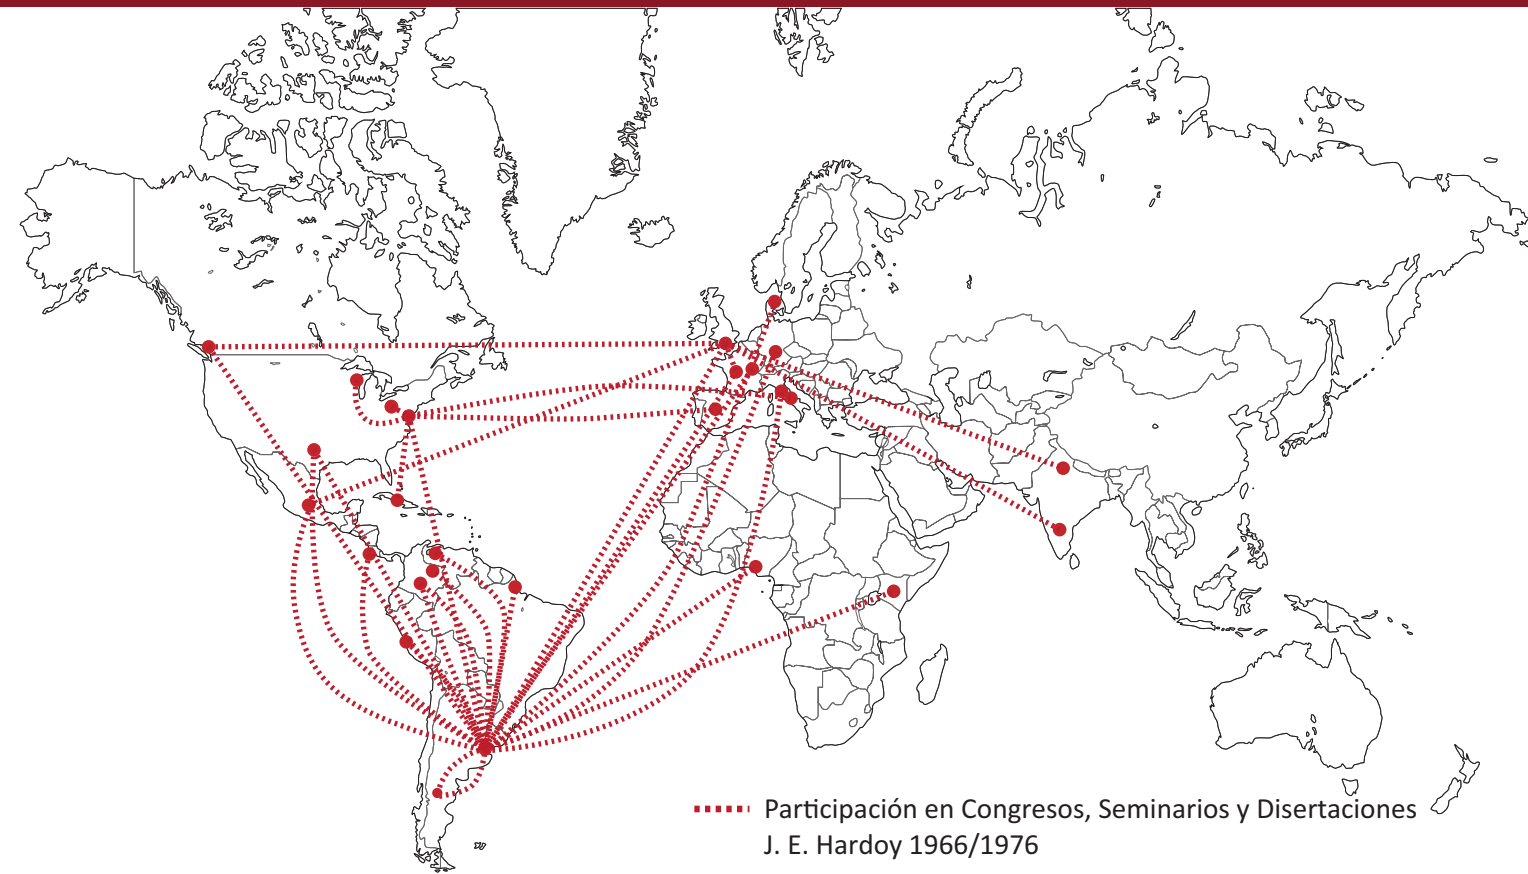 Participación en Congresos, Seminarios y Disertaciones
J. E. Hardoy 1966/1976